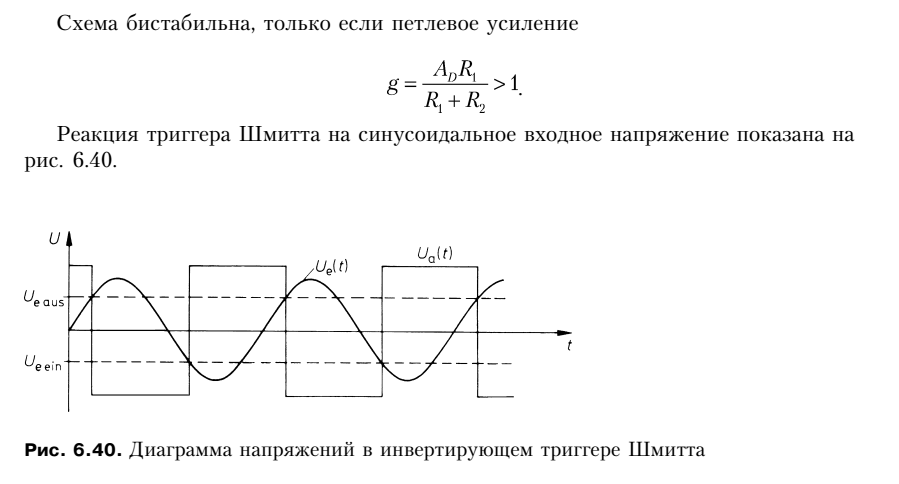 Схема бистабильна, только если петлевое усиление
g = A_D R_1 / (R_1 + R_2) > 1.
Реакция триггера Шмитта на синусоидальное входное напряжение показана на
рис. 6.40.
U
U_e(t)
U_a(t)
U_e aus
t
U_e ein
Рис. 6.40. Диаграмма напряжений в инвертирующем триггере Шмитта